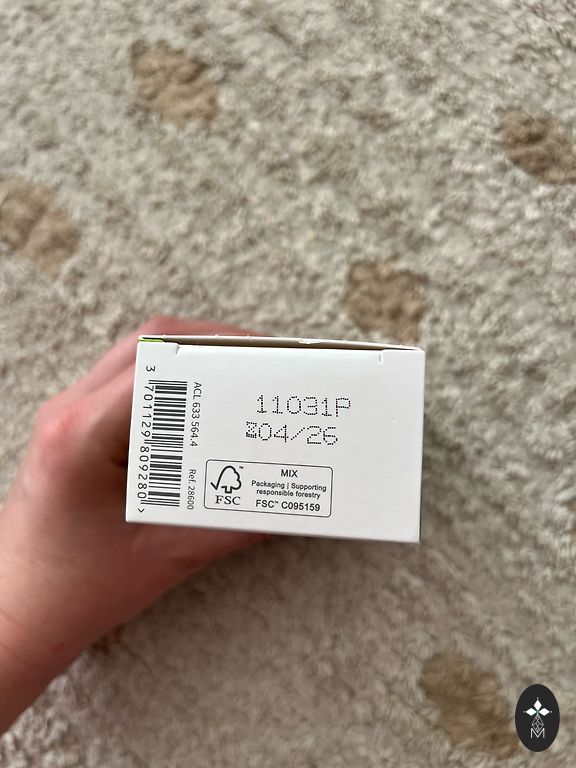 11031P
04/26
MIX
Packaging | Supporting
responsible forestry
FSC™ C095159
FSC
ACL 633 564.4
Ref. 28600
3 701129 809280 >
M